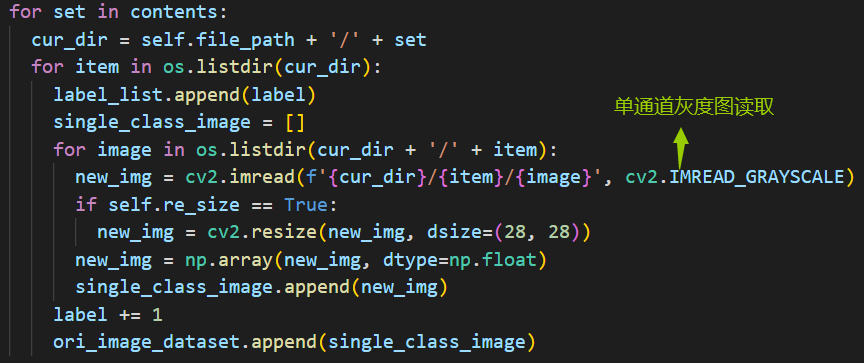 for set in contents:
cur_dir = self.file_path + '/' + set
for item in os.listdir(cur_dir):
label_list.append(label)
单通道灰度图读取
single_class_image = []
for image in os.listdir(cur_dir + '/' + item):
new_img = cv2.imread(f'{cur_dir}/{item}/{image}', cv2.IMREAD_GRAYSCALE)
if self.re_size == True:
new_img = cv2.resize(new_img, dsize=(28, 28))
new_img = np.array(new_img, dtype=np.float)
single_class_image.append(new_img)
label += 1
ori_image_dataset.append(single_class_image)